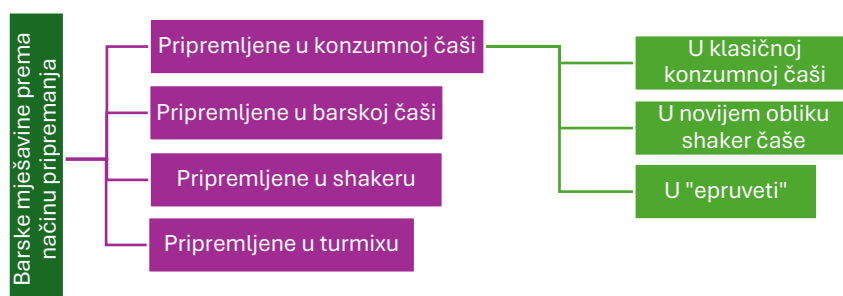 Barske mješavine prema
načinu pripremanja
Pripremljene u konzumnoj čaši
Pripremljene u barskoj čaši
Pripremljene u shakeru
Pripremljene u turmixu
U klasičnoj
konzumnoj čaši
U novijem obliku
shaker čaše
U "epruveti"